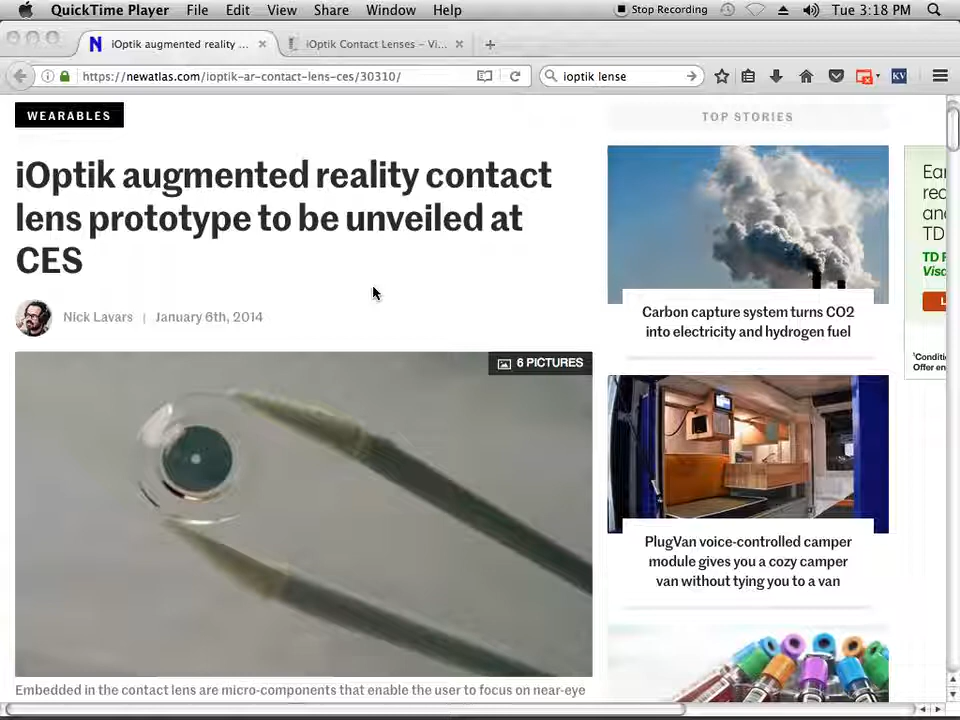 QuickTime Player File Edit View Share Window Help Stop Recording Tue 3:18 PM
iOptik augmented reality ... iOptik Contact Lenses – Vi...
https://newatlas.com/ioptik-ar-contact-lens-ces/30310/ ioptik lense KV
WEARABLES
iOptik augmented reality contact
lens prototype to be unveiled at
CES
Nick Lavars | January 6th, 2014
6 PICTURES
Embedded in the contact lens are micro-components that enable the user to focus on near-eye
TOP STORIES
Carbon capture system turns CO2
into electricity and hydrogen fuel
PlugVan voice-controlled camper
module gives you a cozy camper
van without tying you to a van